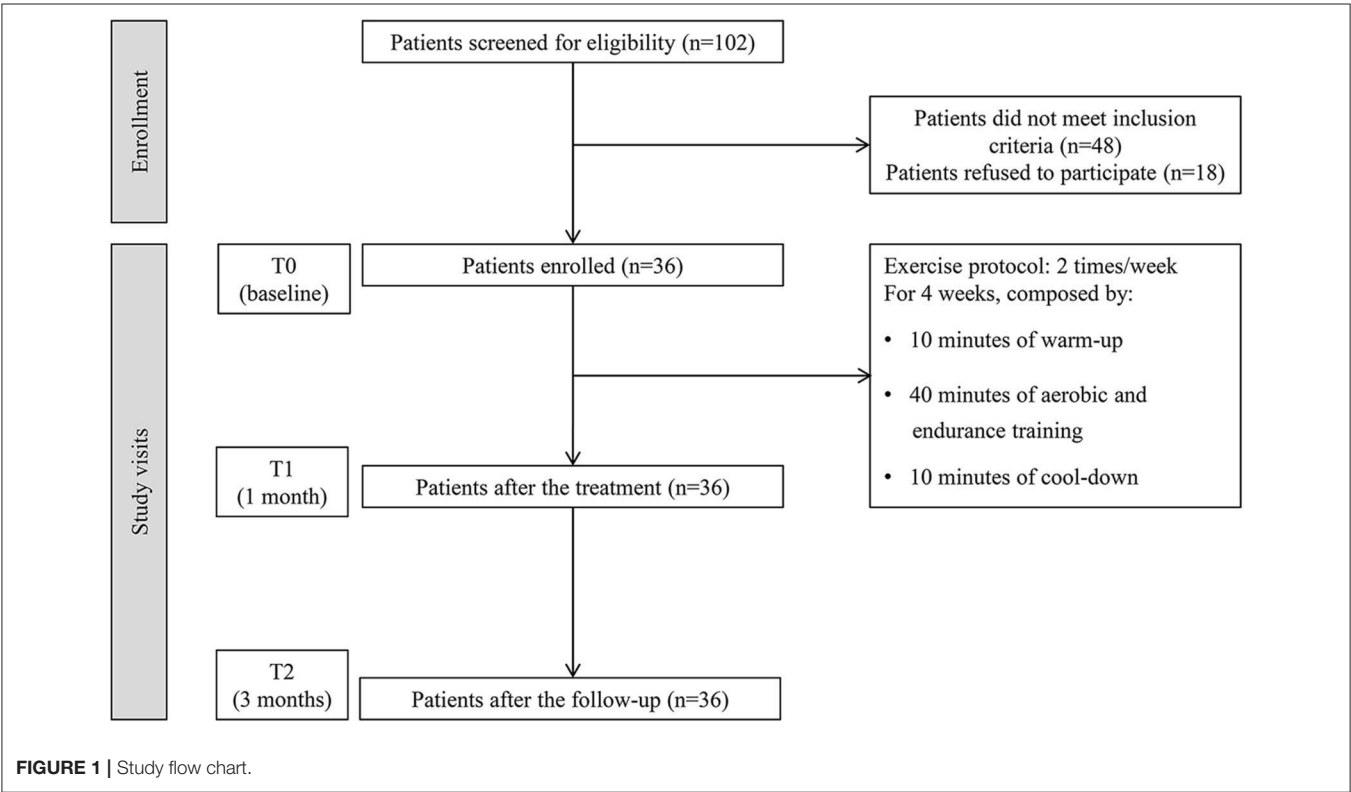 Enrollment
Patients screened for eligibility (n=102)
Patients did not meet inclusion
criteria (n=48)
Patients refused to participate (n=18)
Study visits
T0
(baseline)
Patients enrolled (n=36)
Exercise protocol: 2 times/week
For 4 weeks, composed by:
• 10 minutes of warm-up
• 40 minutes of aerobic and
endurance training
• 10 minutes of cool-down
T1
(1 month)
Patients after the treatment (n=36)
T2
(3 months)
Patients after the follow-up (n=36)
FIGURE 1 | Study flow chart.